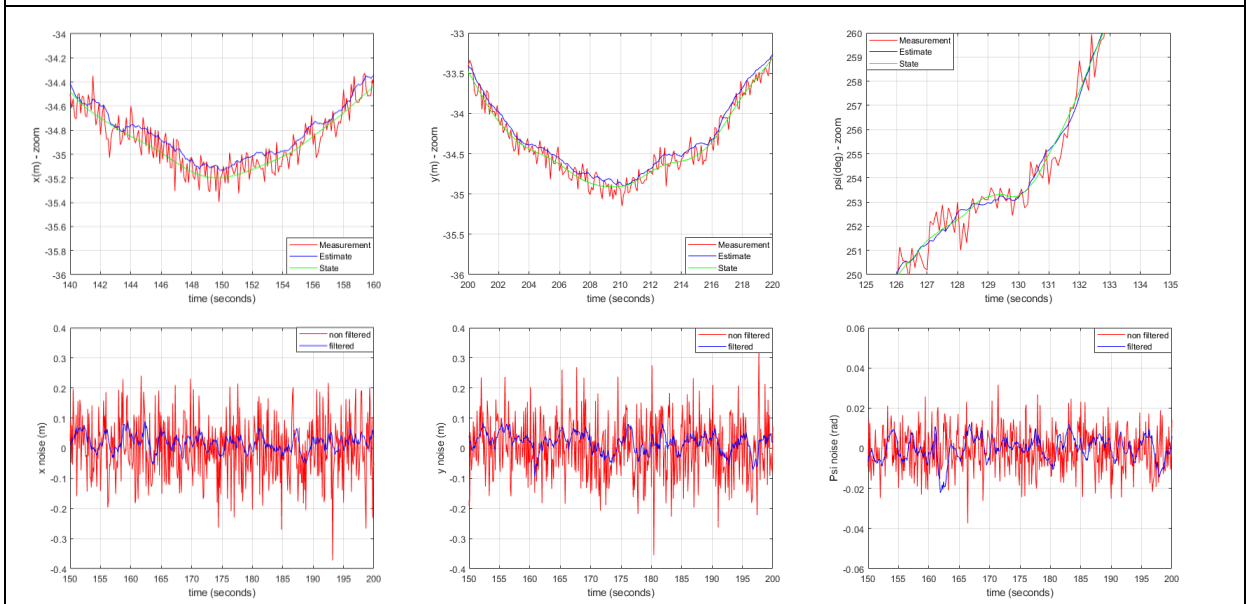 -34
-34.2
-34.4
-34.6
-34.8
-35
-35.2
-35.4
-35.6
-35.8
-36
x(m) - zoom
Measurement
Estimate
State
140 142 144 146 148 150 152 154 156 158 160
time (seconds)
-33
-33.5
-34
-34.5
-35
-35.5
-36
y(m) - zoom
Measurement
Estimate
State
200 202 204 206 208 210 212 214 216 218 220
time (seconds)
260
259
258
257
256
255
254
253
252
251
250
psi(deg) - zoom
Measurement
Estimate
State
125 126 127 128 129 130 131 132 133 134 135
time (seconds)
0.4
0.3
0.2
0.1
0
-0.1
-0.2
-0.3
-0.4
x noise (m)
non filtered
filtered
150 155 160 165 170 175 180 185 190 195 200
time (seconds)
0.4
0.3
0.2
0.1
0
-0.1
-0.2
-0.3
-0.4
y noise (m)
non filtered
filtered
150 155 160 165 170 175 180 185 190 195 200
time (seconds)
0.06
0.04
0.02
0
-0.02
-0.04
-0.06
Psi noise (rad)
non filtered
filtered
150 155 160 165 170 175 180 185 190 195 200
time (seconds)